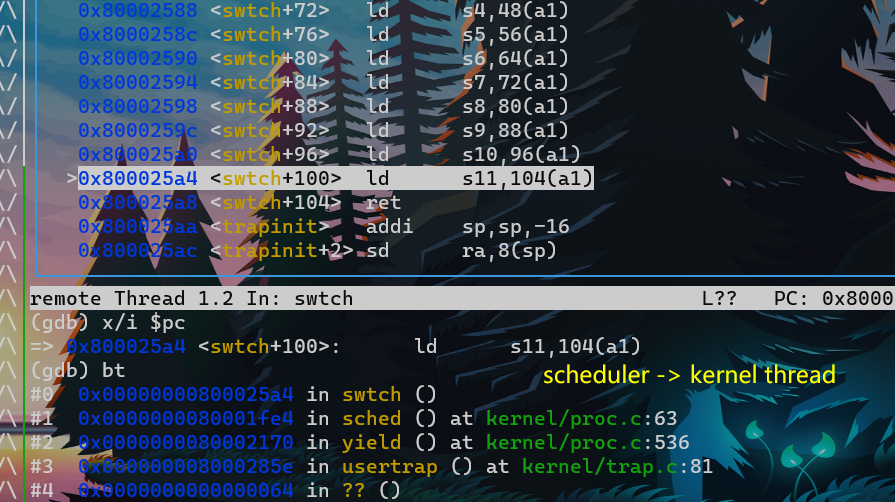 0x80002588 <swtch+72> ld s4,48(a1)
0x8000258c <swtch+76> ld s5,56(a1)
0x80002590 <swtch+80> ld s6,64(a1)
0x80002594 <swtch+84> ld s7,72(a1)
0x80002598 <swtch+88> ld s8,80(a1)
0x8000259c <swtch+92> ld s9,88(a1)
0x800025a0 <swtch+96> ld s10,96(a1)
>0x800025a4 <swtch+100> ld s11,104(a1)
0x800025a8 <swtch+104> ret
0x800025aa <trapinit> addi sp,sp,-16
0x800025ac <trapinit+2> sd ra,8(sp)
remote Thread 1.2 In: swtch L?? PC: 0x8000
(gdb) x/i $pc
=> 0x800025a4 <swtch+100>: ld s11,104(a1)
(gdb) bt
scheduler -> kernel thread
#0 0x00000000800025a4 in swtch ()
#1 0x0000000080001fe4 in sched () at kernel/proc.c:63
#2 0x0000000080002170 in yield () at kernel/proc.c:536
#3 0x000000008000285e in usertrap () at kernel/trap.c:81
#4 0x0000000000000064 in ?? ()